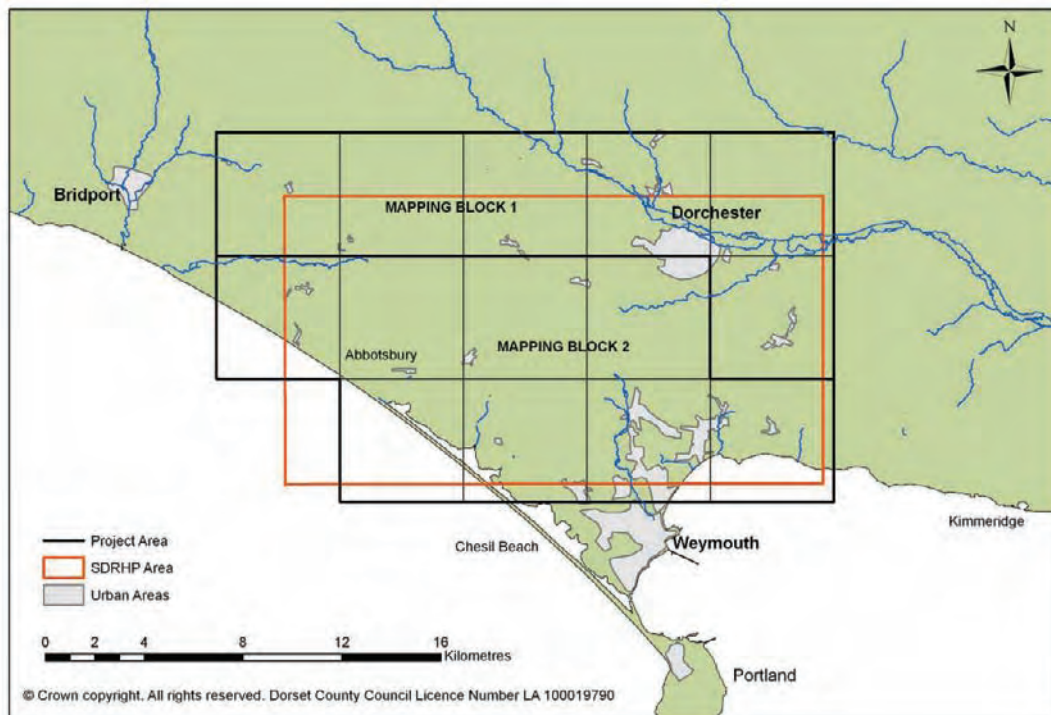 N
Bridport
MAPPING BLOCK 1
Dorchester
MAPPING BLOCK 2
Abbotsbury
Kimmeridge
Chesil Beach
Weymouth
Portland
Project Area
SDRHP Area
Urban Areas
0 2 4 8 12 16
Kilometres
© Crown copyright. All rights reserved. Dorset County Council Licence Number LA 100019790